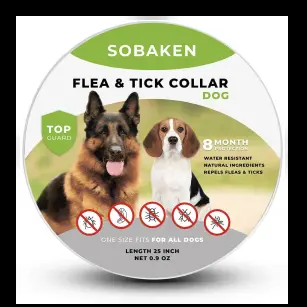 SOBAKEN
FLEA & TICK COLLAR
DOG
TOP
GUARD
8 MONTH
PROTECTION
WATER RESISTANT
NATURAL INGREDIENTS
REPELS FLEAS & TICKS
ONE SIZE FITS FOR ALL DOGS
LENGTH 25 INCH
NET 0.9 OZ